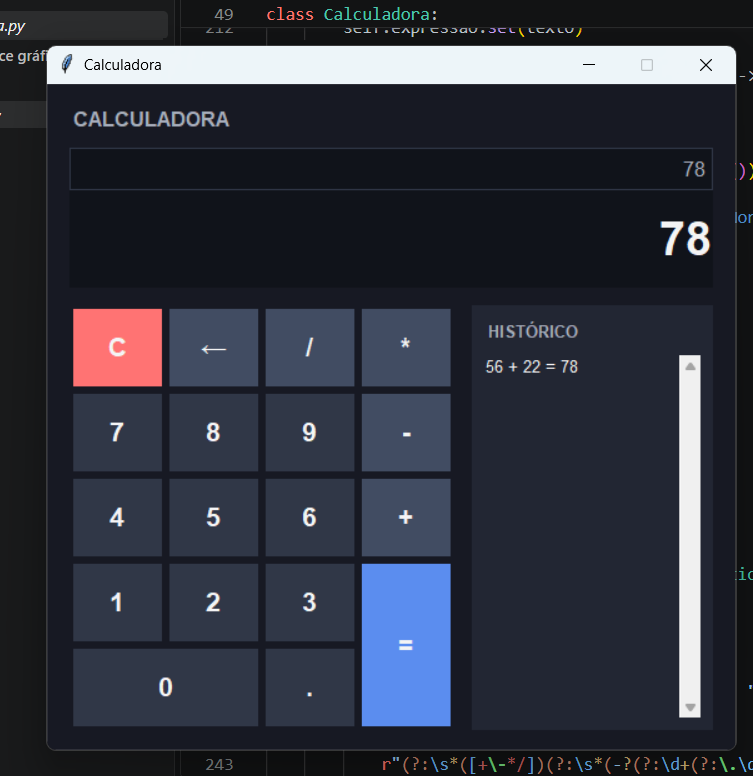 a.py
49 class Calculadora:
ce gráfi
212 self.expressao.set(texto)
Calculadora
CALCULADORA
78
78
C ← / *
HISTÓRICO
56 + 22 = 78
7 8 9 -
4 5 6 +
1 2 3 =
0 .
243 r"(?:\s*([+\-*/])(?:\s*(-?(?:\d+(?:\.\d